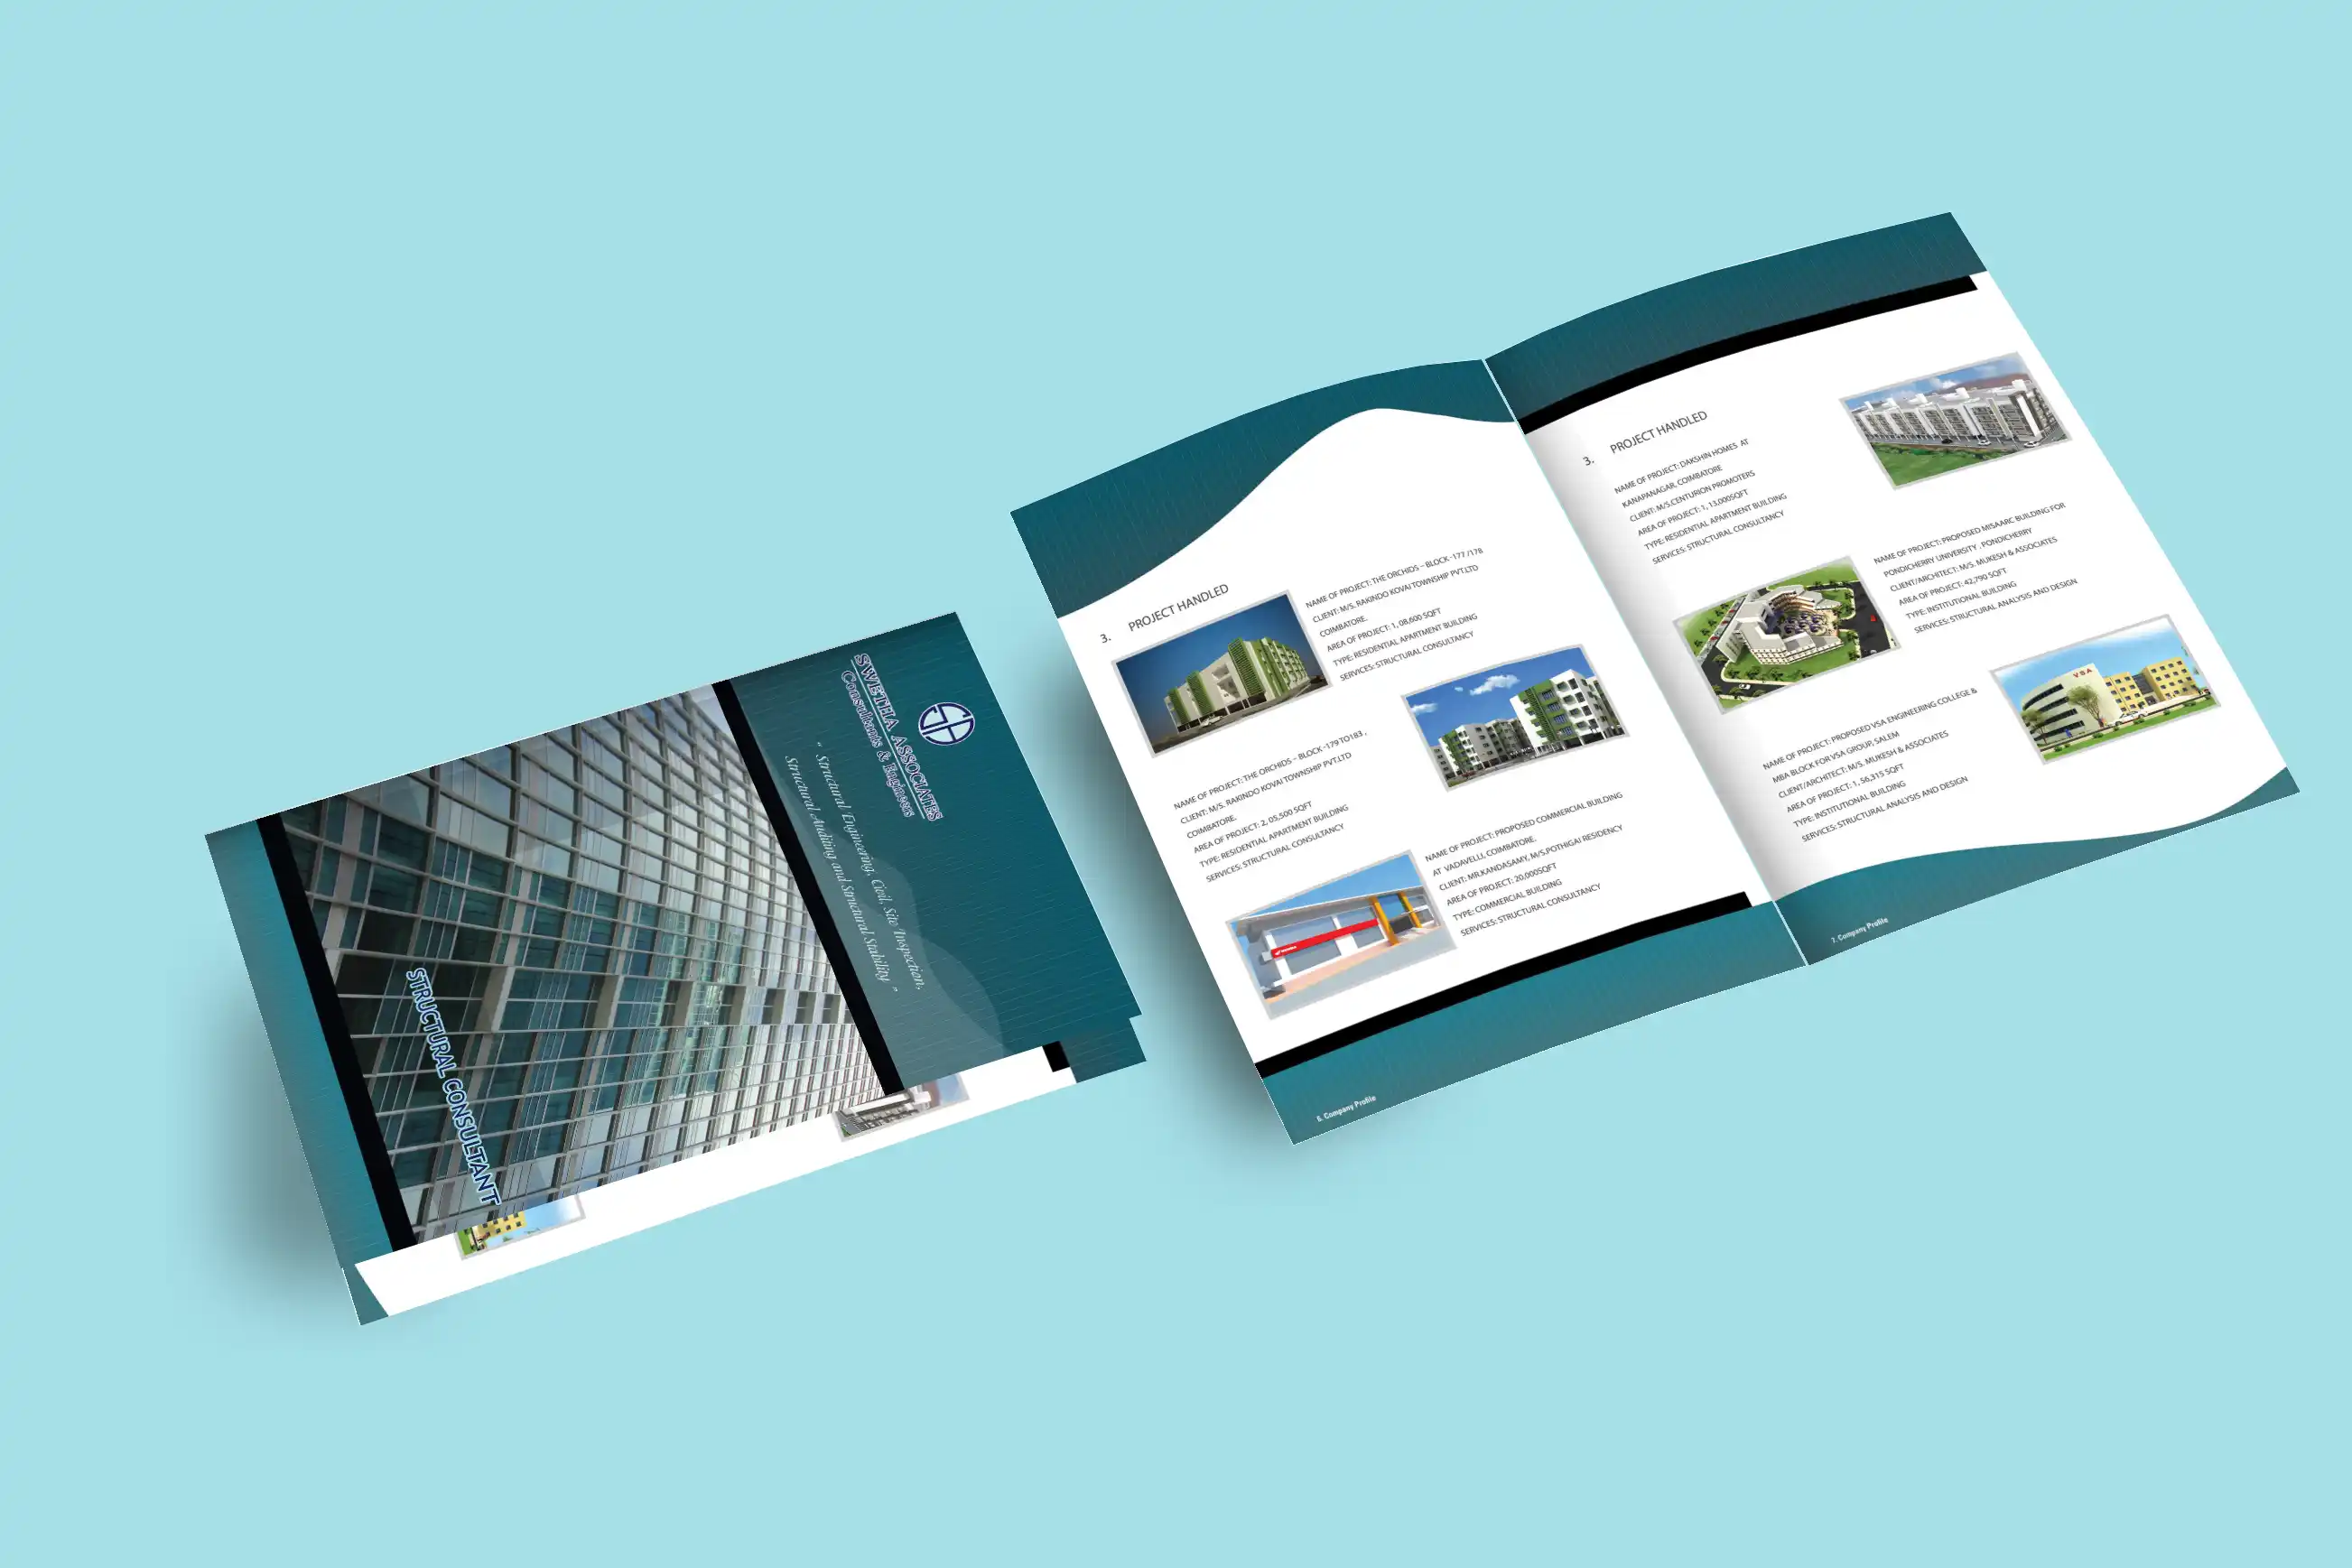 SWETHA ASSOCIATES
Consultants & Engineers
" Structural Engineering, Civil, Site Inspection,
Structural Auditing and Structural Stability "
STRUCTURAL CONSULTANT
3. PROJECT HANDLED
NAME OF PROJECT: THE ORCHIDS – BLOCK -177 /178
CLIENT: M/S. RAKINDO KOVAI TOWNSHIP PVT.LTD
COIMBATORE.
AREA OF PROJECT: 1, 08,600 SQFT
TYPE: RESIDENTIAL APARTMENT BUILDING
SERVICES: STRUCTURAL CONSULTANCY
NAME OF PROJECT: THE ORCHIDS – BLOCK -179 TO183 ,
CLIENT: M/S. RAKINDO KOVAI TOWNSHIP PVT.LTD
COIMBATORE.
AREA OF PROJECT: 2, 05,500 SQFT
TYPE: RESIDENTIAL APARTMENT BUILDING
SERVICES: STRUCTURAL CONSULTANCY
NAME OF PROJECT: PROPOSED COMMERCIAL BUILDING
AT VADAVELLI, COIMBATORE.
CLIENT: MR.KANDASAMY, M/S.POTHIGAI RESIDENCY
AREA OF PROJECT: 20,000SQFT
TYPE: COMMERCIAL BUILDING
SERVICES: STRUCTURAL CONSULTANCY
6. Company Profile
3. PROJECT HANDLED
NAME OF PROJECT: DAKSHIN HOMES AT
KANAPANAGAR, COIMBATORE
CLIENT: M/S.CENTURION PROMOTERS
AREA OF PROJECT: 1, 13,000SQFT
TYPE: RESIDENTIAL APARTMENT BUILDING
SERVICES: STRUCTURAL CONSULTANCY
NAME OF PROJECT: PROPOSED MISAARC BUILDING FOR
PONDICHERRY UNIVERSITY , PONDICHERRY
CLIENT/ARCHITECT: M/S. MUKESH & ASSOCIATES
AREA OF PROJECT: 42,790 SQFT
TYPE: INSTITUTIONAL BUILDING
SERVICES: STRUCTURAL ANALYSIS AND DESIGN
VSA
NAME OF PROJECT: PROPOSED VSA ENGINEERING COLLEGE &
MBA BLOCK FOR VSA GROUP, SALEM
CLIENT/ARCHITECT: M/S. MUKESH & ASSOCIATES
AREA OF PROJECT: 1, 56,315 SQFT
TYPE: INSTITUTIONAL BUILDING
SERVICES: STRUCTURAL ANALYSIS AND DESIGN
7. Company Profile